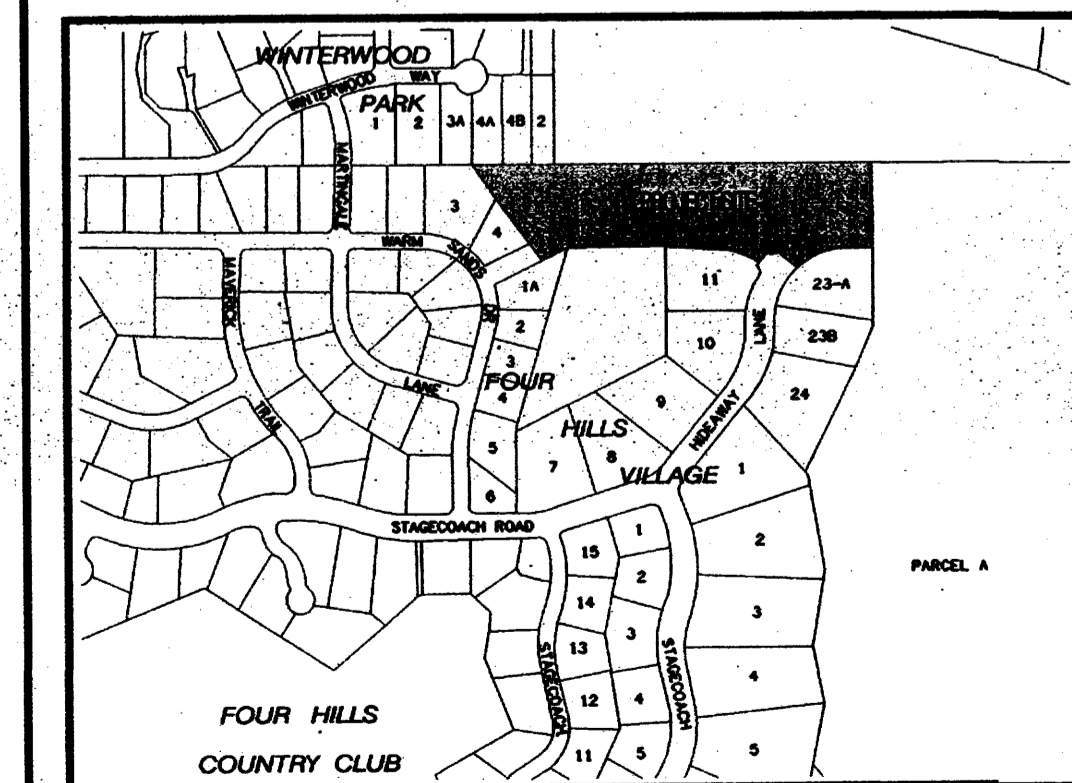 WINTERWOOD
PARK
WINTERWOOD WAY
1
2
3A
4A
4B
2
MARTINGALE
3
4
PROJECT SITE
WARM SANDS DR
MAVERICK
1A
2
3
4
5
6
11
10
9
8
7
23-A
23B
24
LANE
HIDEAWAY
LANE
FOUR
HILLS
VILLAGE
TRAIL
1
STAGECOACH ROAD
2
3
4
5
15
14
13
12
11
1
2
3
4
5
PARCEL A
STAGECOACH
STAGECOACH
FOUR HILLS
COUNTRY CLUB